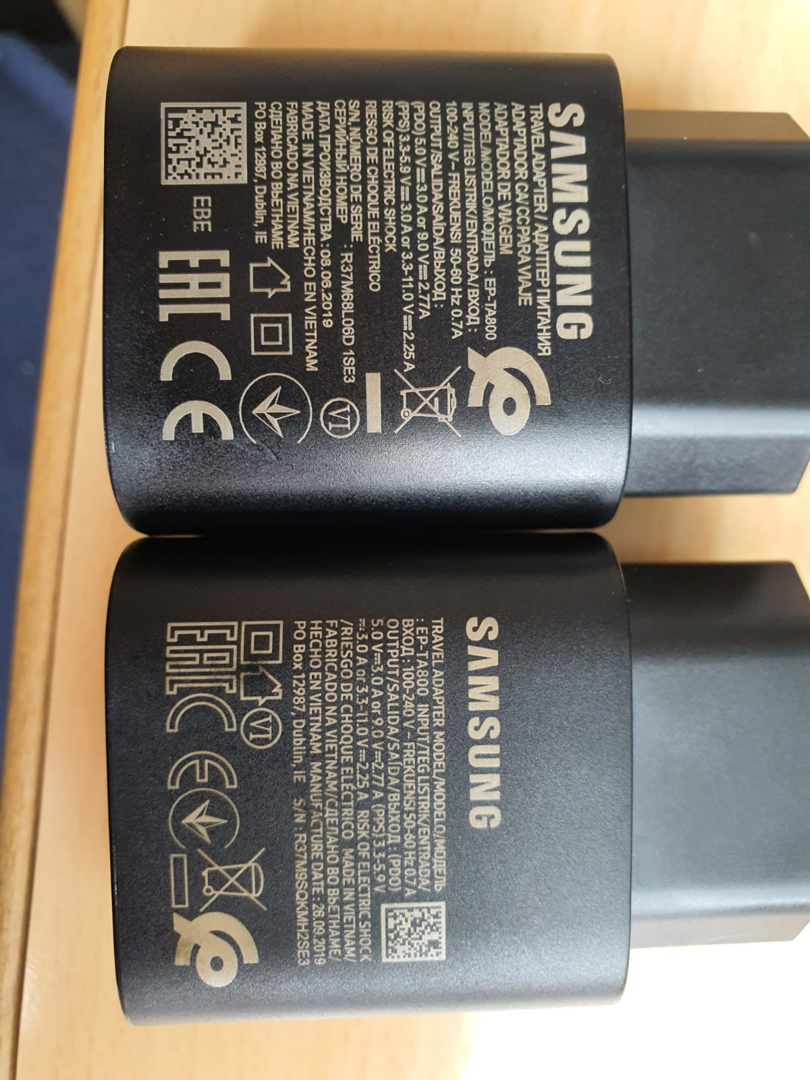 SAMSUNG
TRAVEL ADAPTER / АДАПТЕР ПИТАНИЯ
ADAPTADOR CA/CC PARA VIAJE
ADAPTADOR DE VIAGEM
MODEL/MODELO/МОДЕЛЬ : EP-TA800
INPUT/TEG LISTRIK/ENTRADA/ ВХОД :
100-240 V~ FREKUENSI 50-60 Hz 0.7A
OUTPUT/SALIDA/SAÍDA/ВЫХОД :
(PDO) 5.0 V⎓3.0 A or 9.0 V⎓2.77A
(PPS) 3.3-5.9 V⎓3.0 A or 3.3-11.0 V⎓2.25 A
RISK OF ELECTRIC SHOCK
RIESGO DE CHOQUE ELÉCTRICO
S/N, NÚMERO DE SERIE,
СЕРИЙНЫЙ НОМЕР : R37M68L06D 1SE3
ДАТА ПРОИЗВОДСТВА : 08.06.2019
MADE IN VIETNAM/HECHO EN VIETNAM
FABRICADO NA VIETNAM
СДЕЛАНО ВО ВЬЕТНАМЕ
PO Box 12987, Dublin, IE
VI
EBE
EAC
CE
SAMSUNG
TRAVEL ADAPTER MODEL/MODELO/МОДЕЛЬ
: EP-TA800 INPUT/TEG LISTRIK/ENTRADA/
ВХОД : 100-240 V~ FREKUENSI 50-60 Hz 0.7 A
OUTPUT/SALIDA/SAÍDA/ВЫХОД : (PDO)
5.0 V⎓3.0 A or 9.0 V⎓2.77 A (PPS) 3.3-5.9 V
⎓3.0 A or 3.3-11.0 V⎓2.25 A RISK OF ELECTRIC SHOCK
/RIESGO DE CHOQUE ELÉCTRICO MADE IN VIETNAM/
FABRICADO NA VIETNAM/СДЕЛАНО ВО ВЬЕТНАМЕ/
HECHO EN VIETNAM, MANUFACTURE DATE : 26.09.2019
PO Box 12987, Dublin, IE S/N : R37M9SQKMH2SE3
VI
EAC
CE